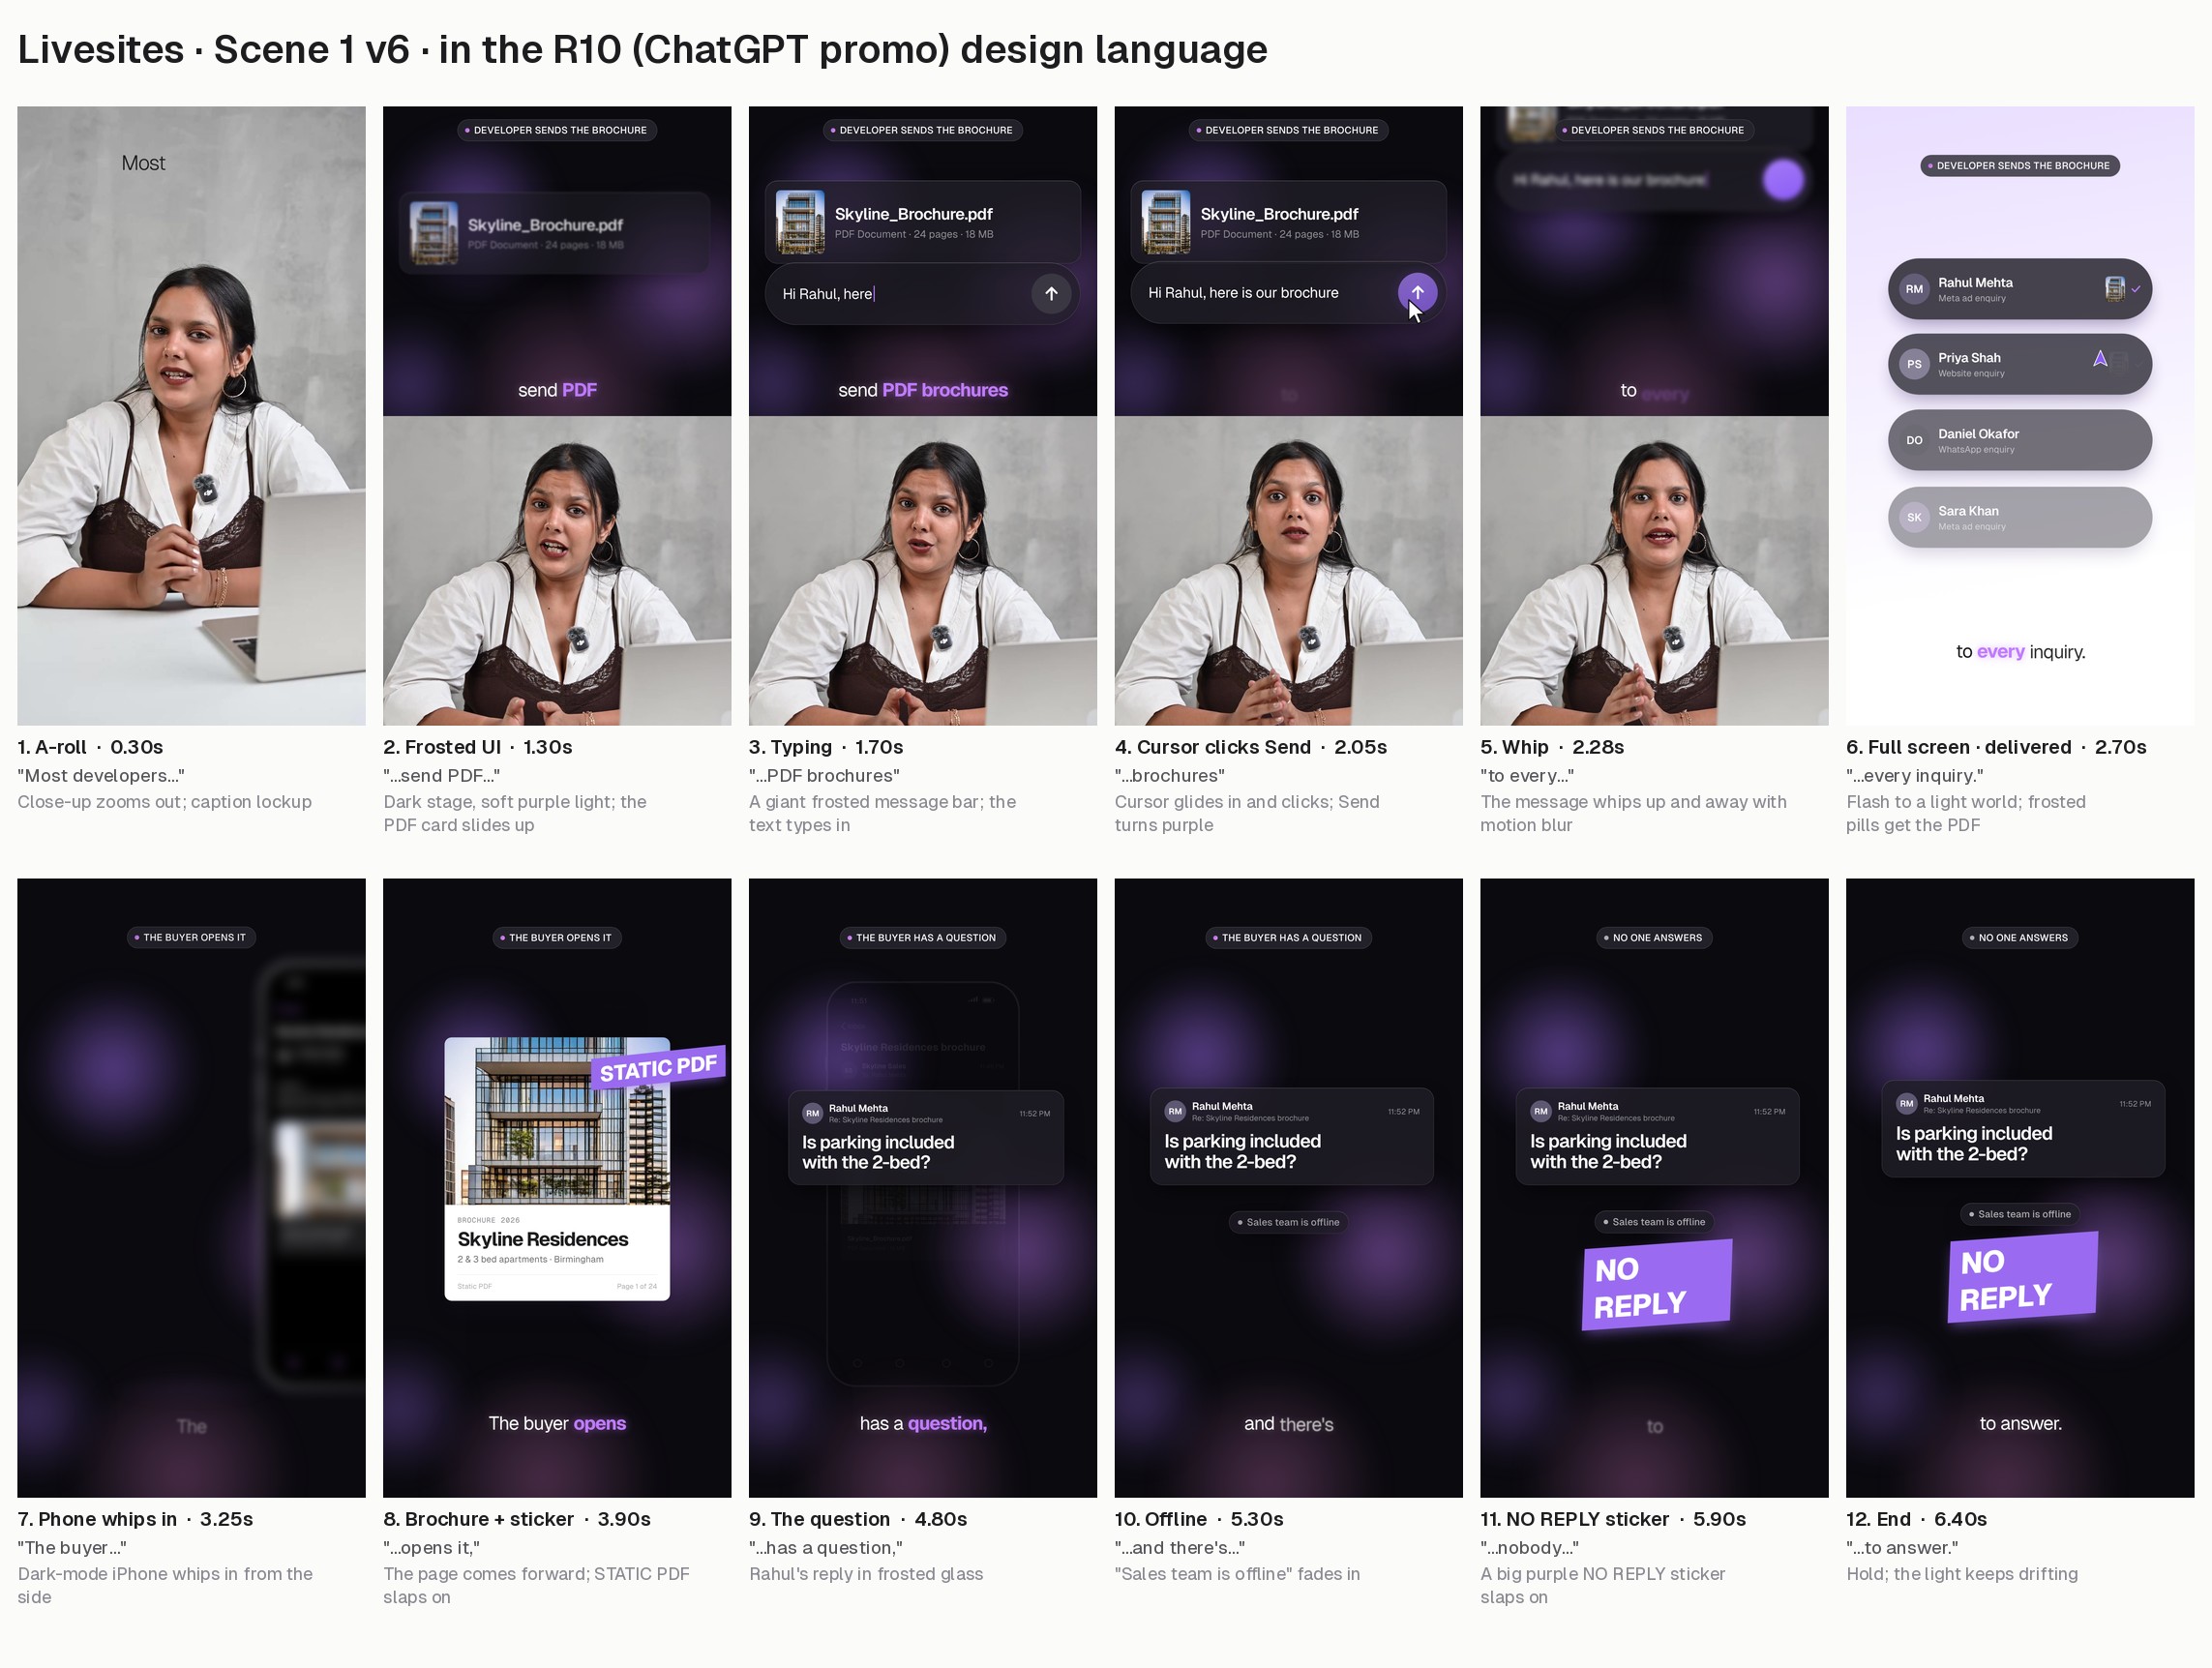 Livesites · Scene 1 v6 · in the R10 (ChatGPT promo) design language
Most
1. A-roll · 0.30s
"Most developers..."
Close-up zooms out; caption lockup
DEVELOPER SENDS THE BROCHURE
Skyline_Brochure.pdf
PDF Document · 24 pages · 18 MB
send PDF
2. Frosted UI · 1.30s
"...send PDF..."
Dark stage, soft purple light; the
PDF card slides up
DEVELOPER SENDS THE BROCHURE
Skyline_Brochure.pdf
PDF Document · 24 pages · 18 MB
Hi Rahul, here
send PDF brochures
3. Typing · 1.70s
"...PDF brochures"
A giant frosted message bar; the
text types in
DEVELOPER SENDS THE BROCHURE
Skyline_Brochure.pdf
PDF Document · 24 pages · 18 MB
Hi Rahul, here is our brochure
to
4. Cursor clicks Send · 2.05s
"...brochures"
Cursor glides in and clicks; Send
turns purple
DEVELOPER SENDS THE BROCHURE
Hi Rahul, here is our brochure
to every
5. Whip · 2.28s
"to every..."
The message whips up and away with
motion blur
DEVELOPER SENDS THE BROCHURE
RM
Rahul Mehta
Meta ad enquiry
PS
Priya Shah
Website enquiry
DO
Daniel Okafor
WhatsApp enquiry
SK
Sara Khan
Meta ad enquiry
to every inquiry.
6. Full screen · delivered · 2.70s
"...every inquiry."
Flash to a light world; frosted
pills get the PDF
THE BUYER OPENS IT
The
7. Phone whips in · 3.25s
"The buyer..."
Dark-mode iPhone whips in from the
side
THE BUYER OPENS IT
STATIC PDF
BROCHURE 2026
Skyline Residences
2 & 3 bed apartments · Birmingham
Static PDF
Page 1 of 24
The buyer opens
8. Brochure + sticker · 3.90s
"...opens it,"
The page comes forward; STATIC PDF
slaps on
THE BUYER HAS A QUESTION
Skyline Residences brochure
RM
Rahul Mehta
Re: Skyline Residences brochure
11:52 PM
Is parking included
with the 2-bed?
has a question,
9. The question · 4.80s
"...has a question,"
Rahul's reply in frosted glass
THE BUYER HAS A QUESTION
RM
Rahul Mehta
Re: Skyline Residences brochure
11:52 PM
Is parking included
with the 2-bed?
Sales team is offline
and there's
10. Offline · 5.30s
"...and there's..."
"Sales team is offline" fades in
NO ONE ANSWERS
RM
Rahul Mehta
Re: Skyline Residences brochure
11:52 PM
Is parking included
with the 2-bed?
Sales team is offline
NO
REPLY
to
11. NO REPLY sticker · 5.90s
"...nobody..."
A big purple NO REPLY sticker
slaps on
NO ONE ANSWERS
RM
Rahul Mehta
Re: Skyline Residences brochure
11:52 PM
Is parking included
with the 2-bed?
Sales team is offline
NO
REPLY
to answer.
12. End · 6.40s
"...to answer."
Hold; the light keeps drifting